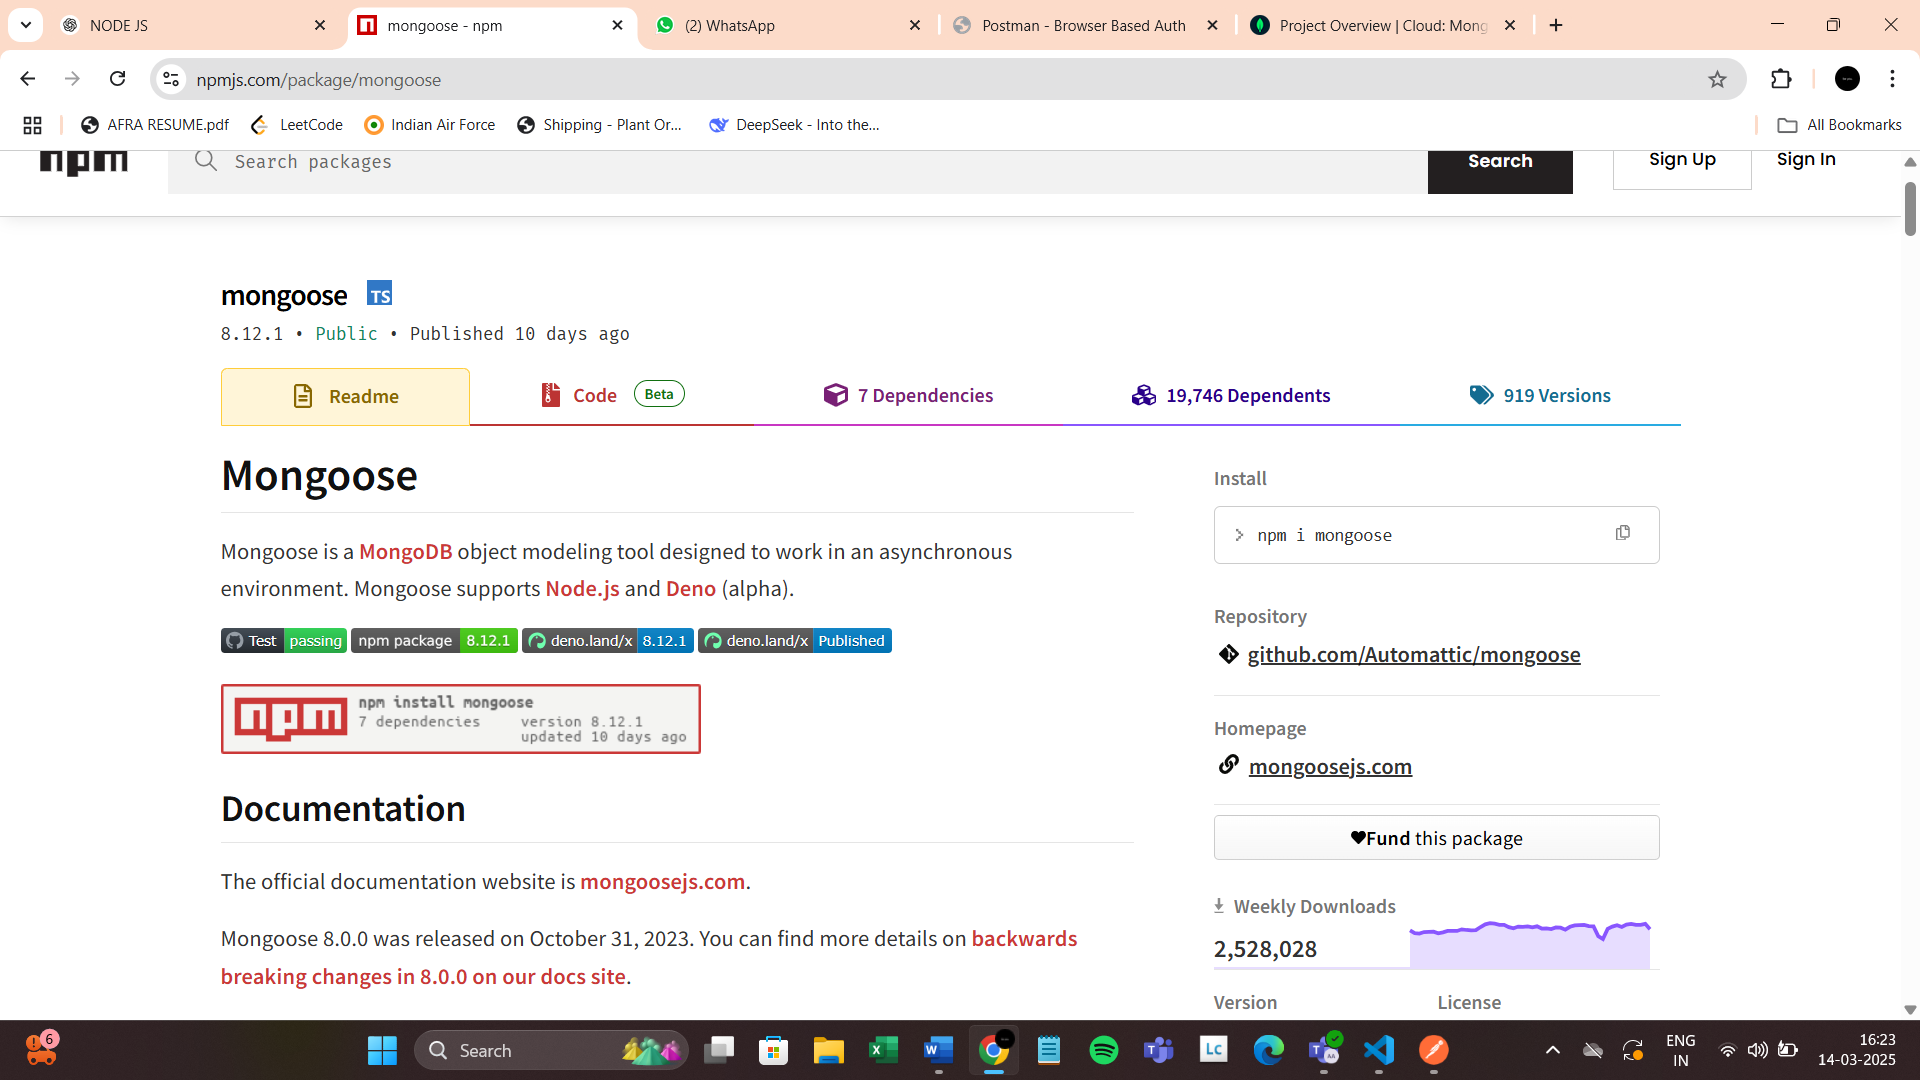 NODE JS
mongoose - npm
(2) WhatsApp
Postman - Browser Based Auth
Project Overview | Cloud: Mong
npmjs.com/package/mongoose
AFRA RESUME.pdf
LeetCode
Indian Air Force
Shipping - Plant Or...
DeepSeek - Into the...
All Bookmarks
npm
Search packages
Search
Sign Up
Sign In
mongoose TS
8.12.1 • Public • Published 10 days ago
Readme
Code Beta
7 Dependencies
19,746 Dependents
919 Versions
Mongoose
Mongoose is a MongoDB object modeling tool designed to work in an asynchronous
environment. Mongoose supports Node.js and Deno (alpha).
Test passing npm package 8.12.1 deno.land/x 8.12.1 deno.land/x Published
npm
npm install mongoose
7 dependencies version 8.12.1
updated 10 days ago
Documentation
The official documentation website is mongoosejs.com.
Mongoose 8.0.0 was released on October 31, 2023. You can find more details on backwards
breaking changes in 8.0.0 on our docs site.
Install
> npm i mongoose
Repository
github.com/Automattic/mongoose
Homepage
mongoosejs.com
Fund this package
Weekly Downloads
2,528,028
Version
License
6
Search
LC
ENG
IN
16:23
14-03-2025